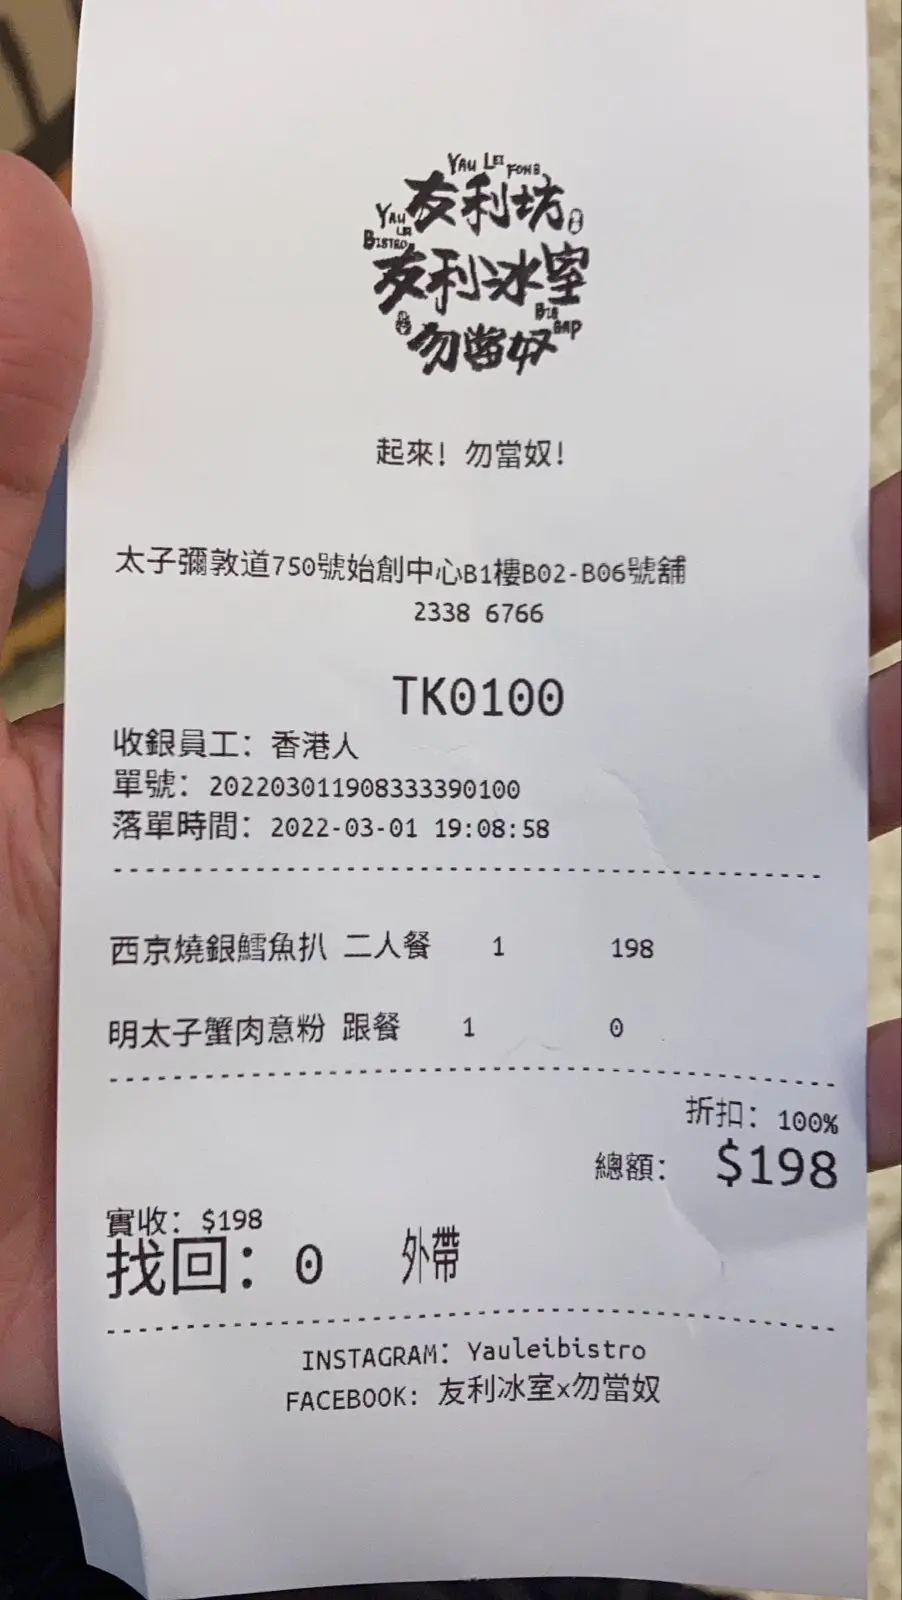 YAU LEI FONG
友利坊
YAU LEI BISTRO
友利冰室
勿當奴
起來! 勿當奴!
太子彌敦道750號始創中心B1樓B02-B06號舖
2338 6766
TK0100
收銀員工: 香港人
單號: 202203011908333390100
落單時間: 2022-03-01 19:08:58
西京燒銀鱈魚扒 二人餐 1 198
明太子蟹肉意粉 跟餐 1 0
折扣: 100%
總額: $198
實收: $198
找回: 0 外帶
INSTAGRAM: Yauleibistro
FACEBOOK: 友利冰室x勿當奴